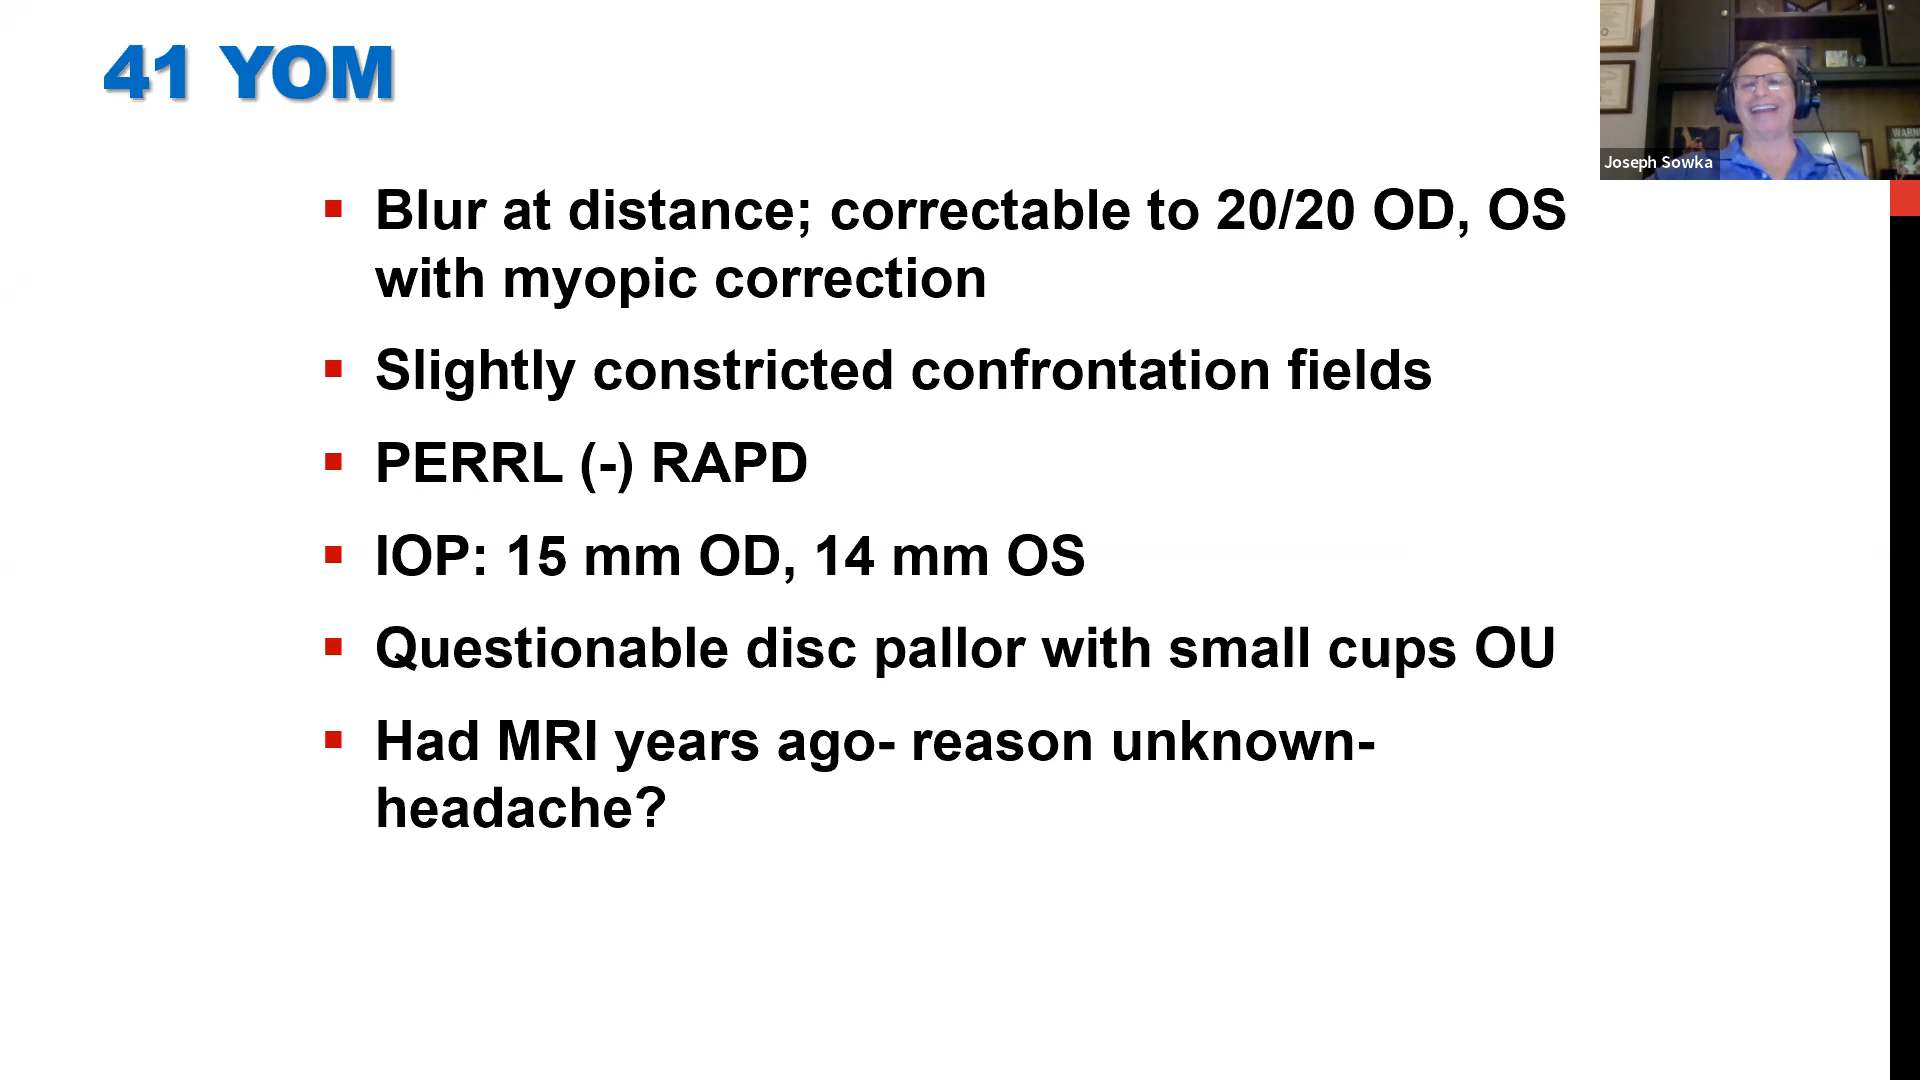 41 YOM
Joseph Sowka
WARN
▪ Blur at distance; correctable to 20/20 OD, OS
with myopic correction
▪ Slightly constricted confrontation fields
▪ PERRL (-) RAPD
▪ IOP: 15 mm OD, 14 mm OS
▪ Questionable disc pallor with small cups OU
▪ Had MRI years ago- reason unknown-
headache?